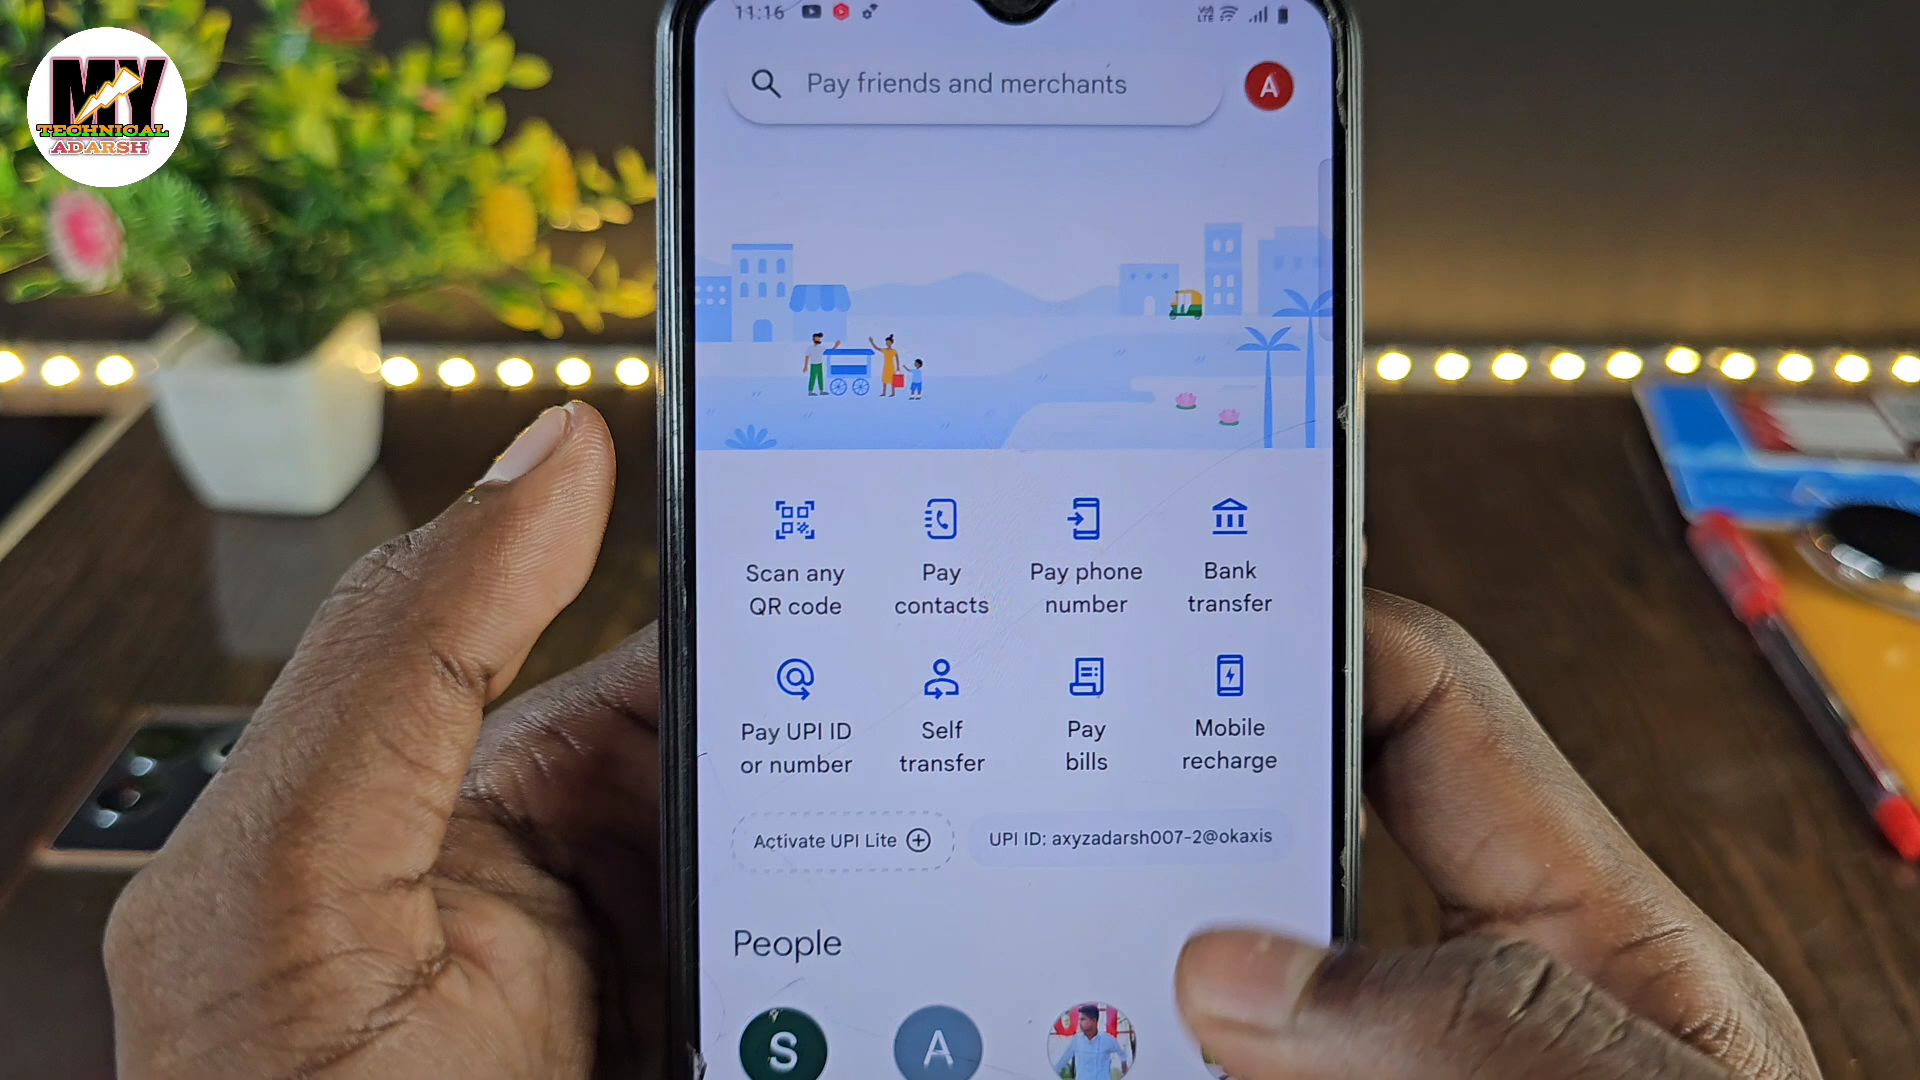 MY
TECHNICAL
ADARSH
11:16
Pay friends and merchants
A
Scan any
QR code
Pay
contacts
Pay phone
number
Bank
transfer
Pay UPI ID
or number
Self
transfer
Pay
bills
Mobile
recharge
Activate UPI Lite
UPI ID: axyzadarsh007-2@okaxis
People
S
A